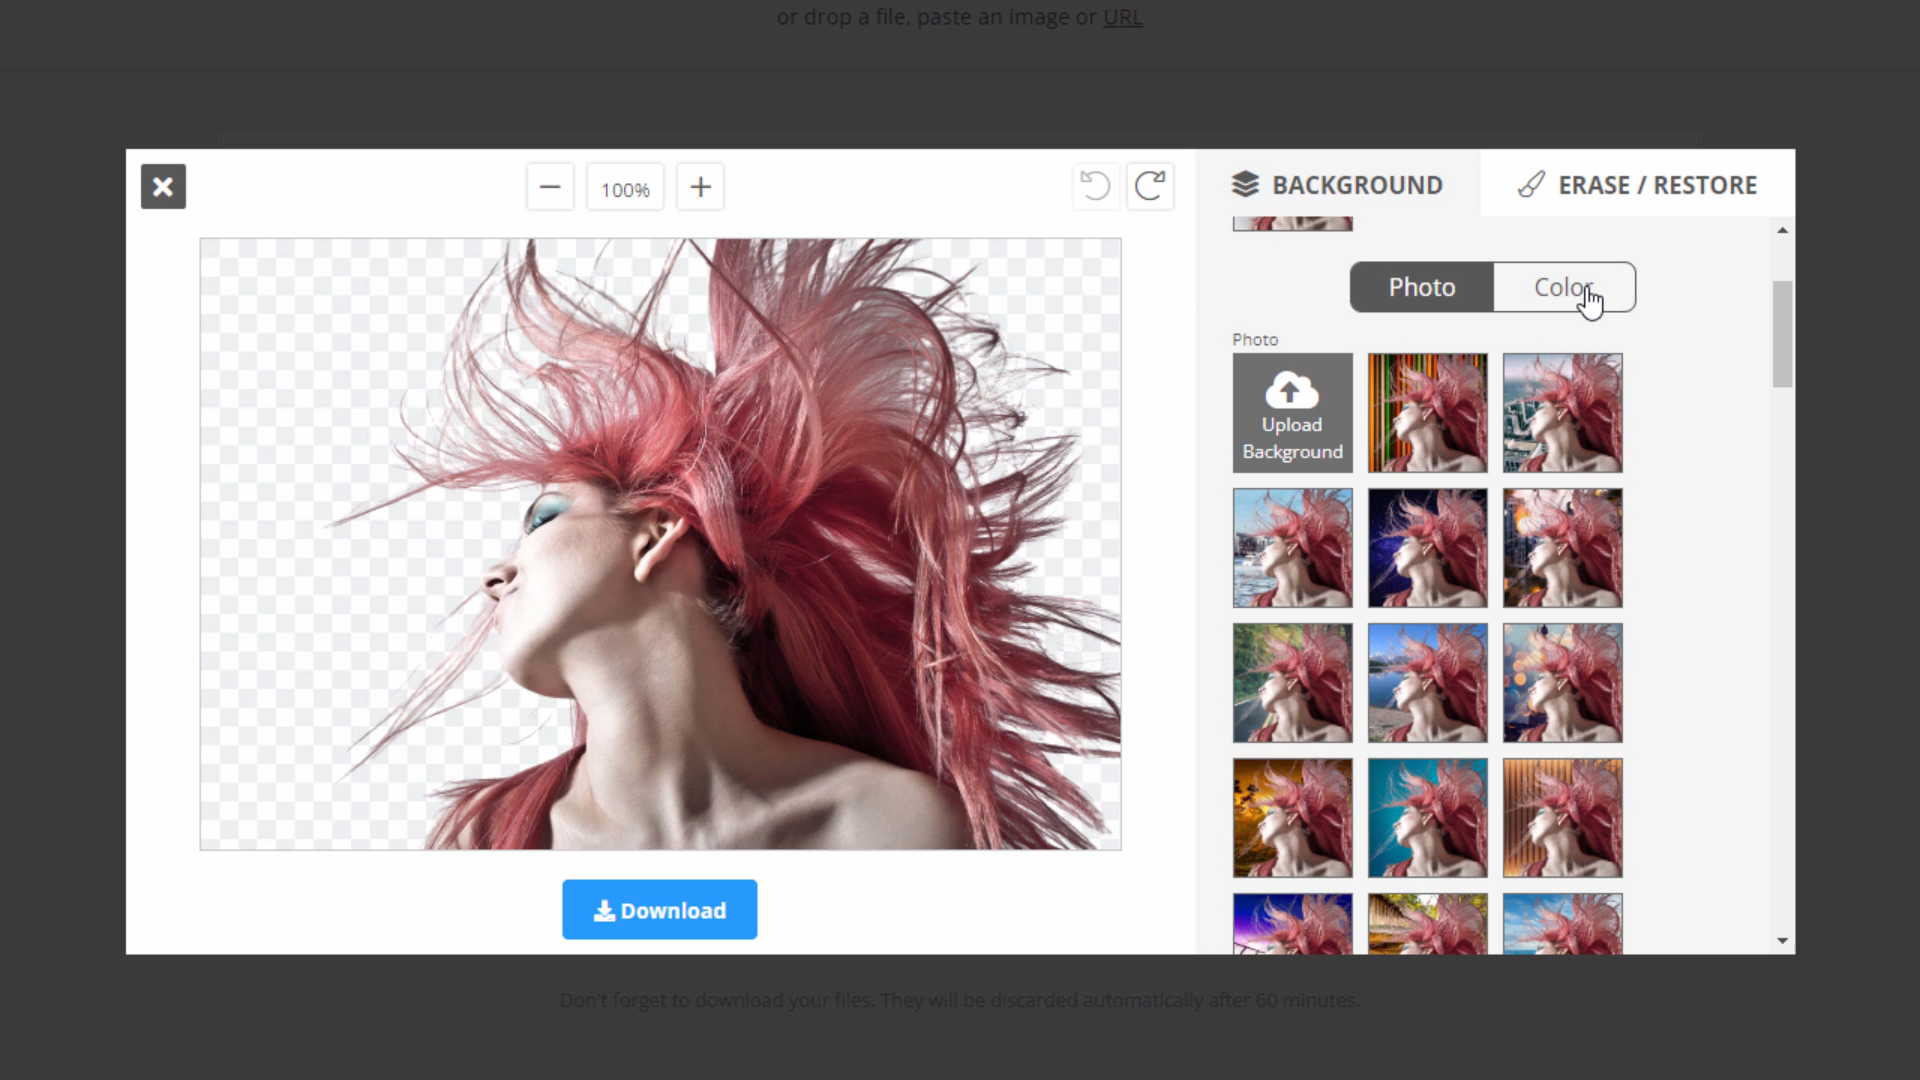 or drop a file, paste an image or URL
100%
BACKGROUND
ERASE / RESTORE
Photo
Color
Photo
Upload
Background
Download
Don't forget to download your files. They will be discarded automatically after 60 minutes.